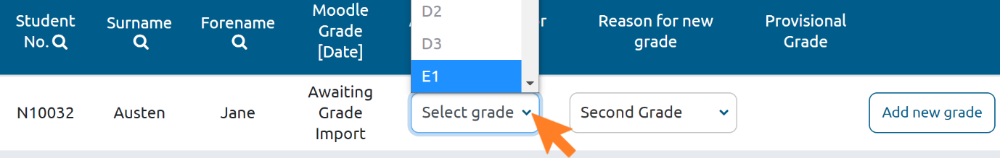 Student
No.
Surname
Forename
Moodle
Grade
[Date]
Reason for new
grade
Provisional
Grade
D2
D3
E1
N10032
Austen
Jane
Awaiting
Grade
Import
Select grade
Second Grade
Add new grade